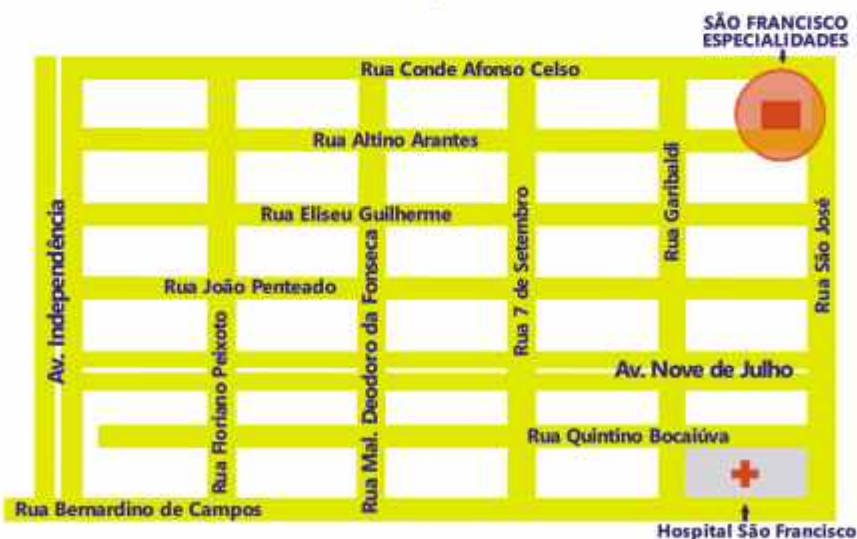 SÃO FRANCISCO
ESPECIALIDADES
Rua Conde Afonso Celso
Rua Altino Arantes
Rua Eliseu Guilherme
Rua João Penteado
Av. Independência
Rua Floriano Peixoto
Rua Mal. Deodoro da Fonseca
Rua 7 de Setembro
Rua Garibaldi
Rua São José
Av. Nove de Julho
Rua Quintino Bocaiúva
Rua Bernardino de Campos
Hospital São Francisco